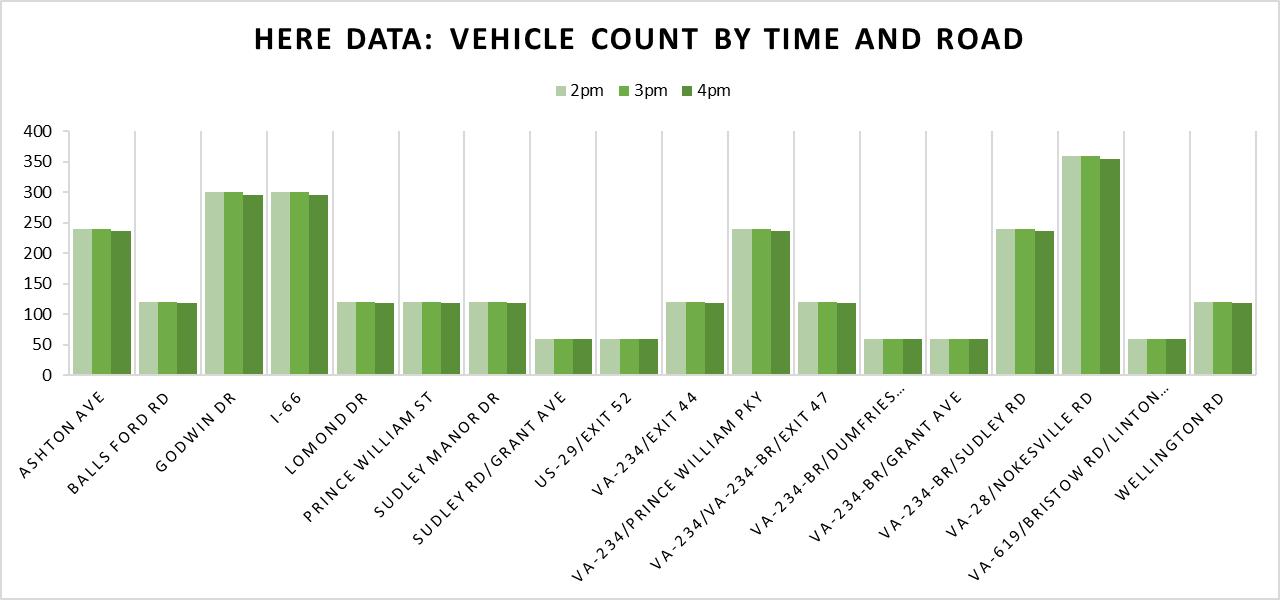 HERE DATA: VEHICLE COUNT BY TIME AND ROAD
2pm 3pm 4pm
400
350
300
250
200
150
100
50
0
ASHTON AVE
BALLS FORD RD
GODWIN DR
I-66
LOMOND DR
PRINCE WILLIAM ST
SUDLEY MANOR DR
SUDLEY RD/GRANT AVE
US-29/EXIT 52
VA-234/EXIT 44
VA-234/PRINCE WILLIAM PKY
VA-234/VA-234-BR/EXIT 47
VA-234-BR/DUMFRIES...
VA-234-BR/GRANT AVE
VA-234-BR/SUDLEY RD
VA-28/NOKESVILLE RD
VA-619/BRISTOW RD/LINTON...
WELLINGTON RD